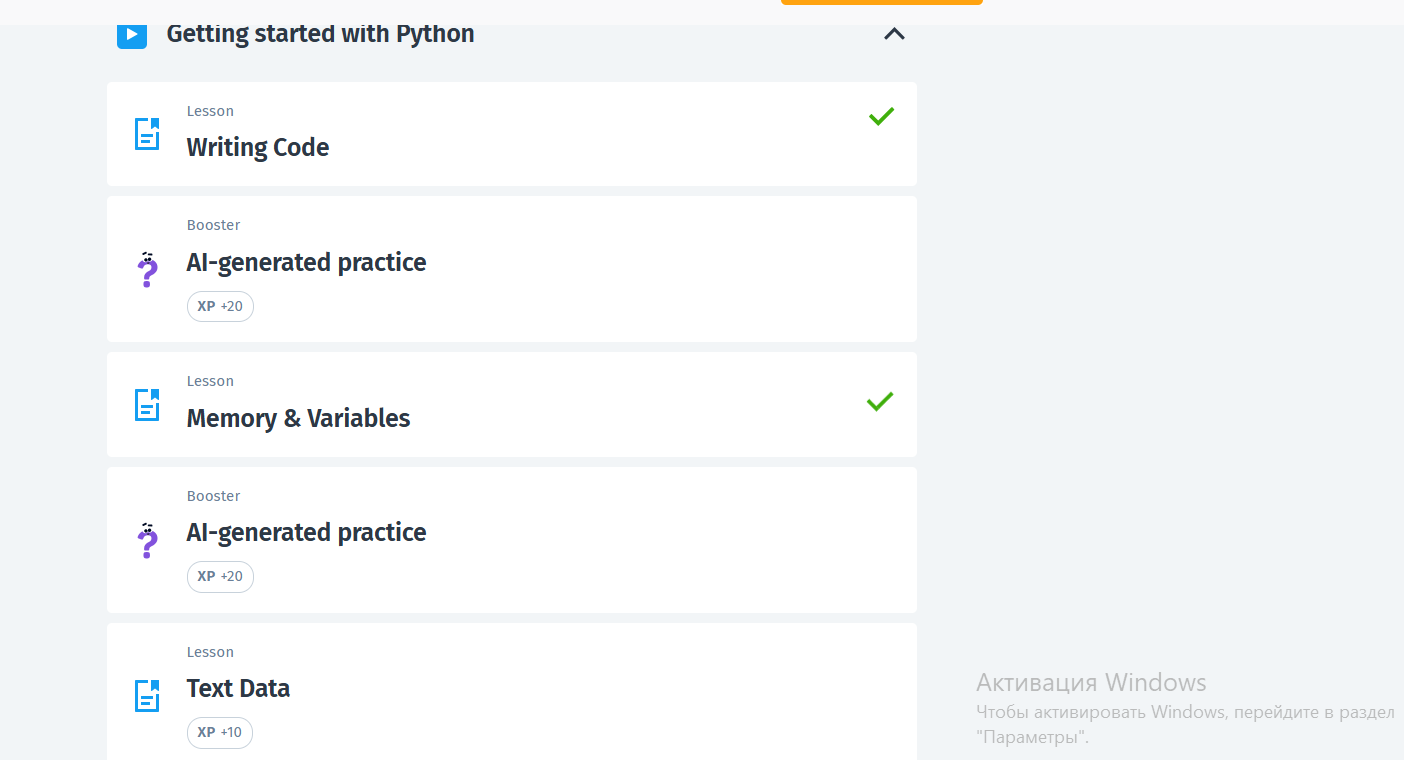 Getting started with Python
Lesson
Writing Code
Booster
AI-generated practice
XP +20
Lesson
Memory & Variables
Booster
AI-generated practice
XP +20
Lesson
Text Data
XP +10
Активация Windows
Чтобы активировать Windows, перейдите в раздел
"Параметры".